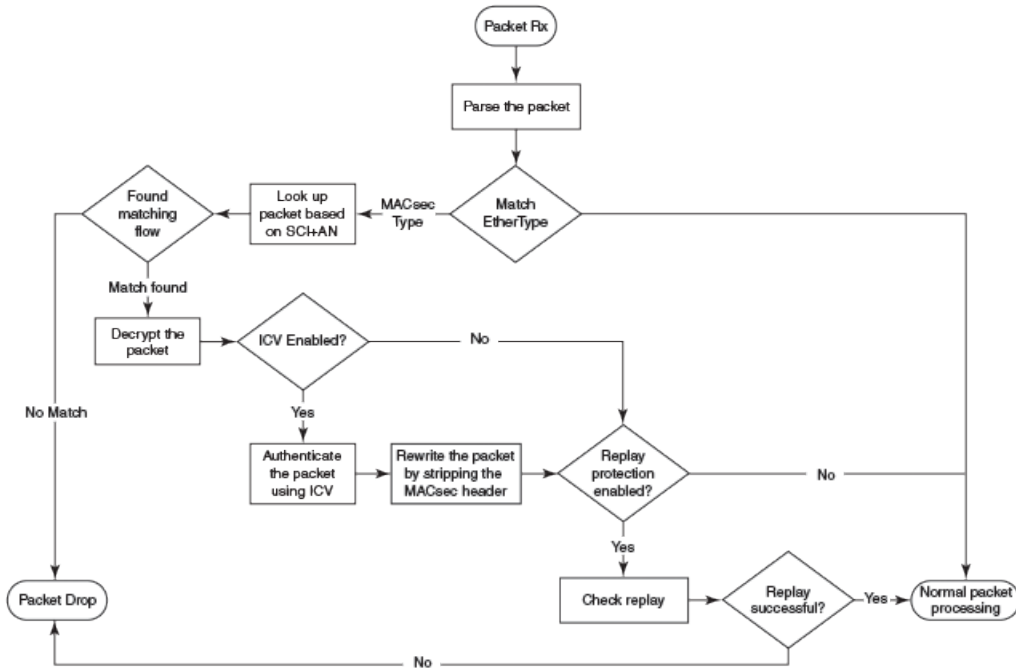 Packet Rx
Parse the packet
Match
EtherType
MACsec
Type
Look up
packet based
on SCI+AN
Found
matching
flow
Match found
Decrypt the
packet
ICV Enabled?
No
No Match
Yes
Authenticate
the packet
using ICV
Rewrite the packet
by stripping the
MACsec header
Replay
protection
enabled?
No
Yes
Packet Drop
Check replay
Replay
successful?
Yes
Normal packet
processing
No